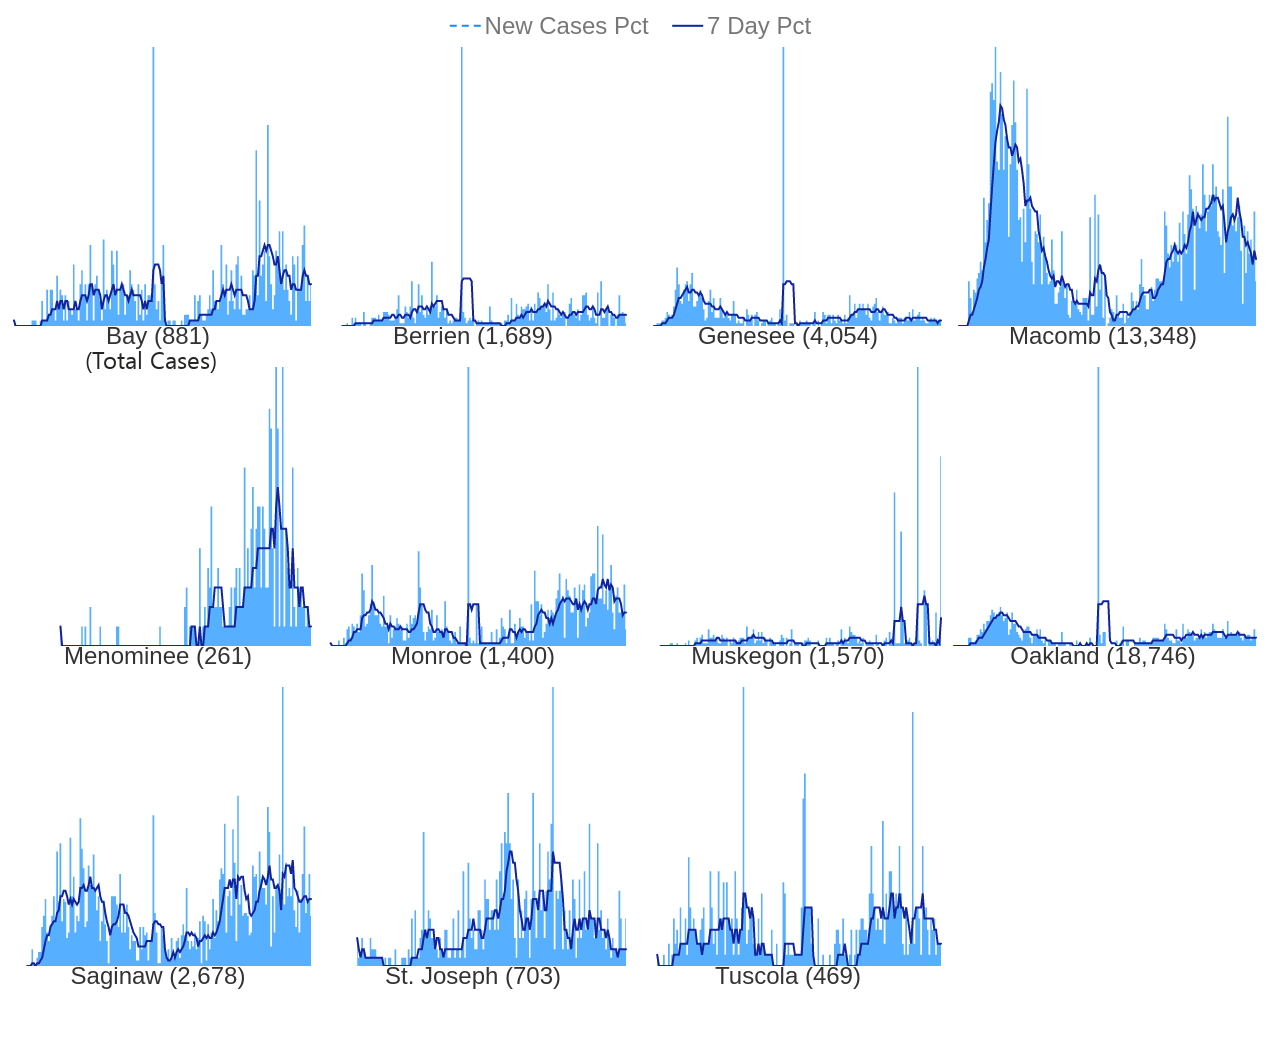 New Cases Pct 7 Day Pct
Bay (881)
(Total Cases)
Berrien (1,689)
Genesee (4,054)
Macomb (13,348)
Menominee (261)
Monroe (1,400)
Muskegon (1,570)
Oakland (18,746)
Saginaw (2,678)
St. Joseph (703)
Tuscola (469)